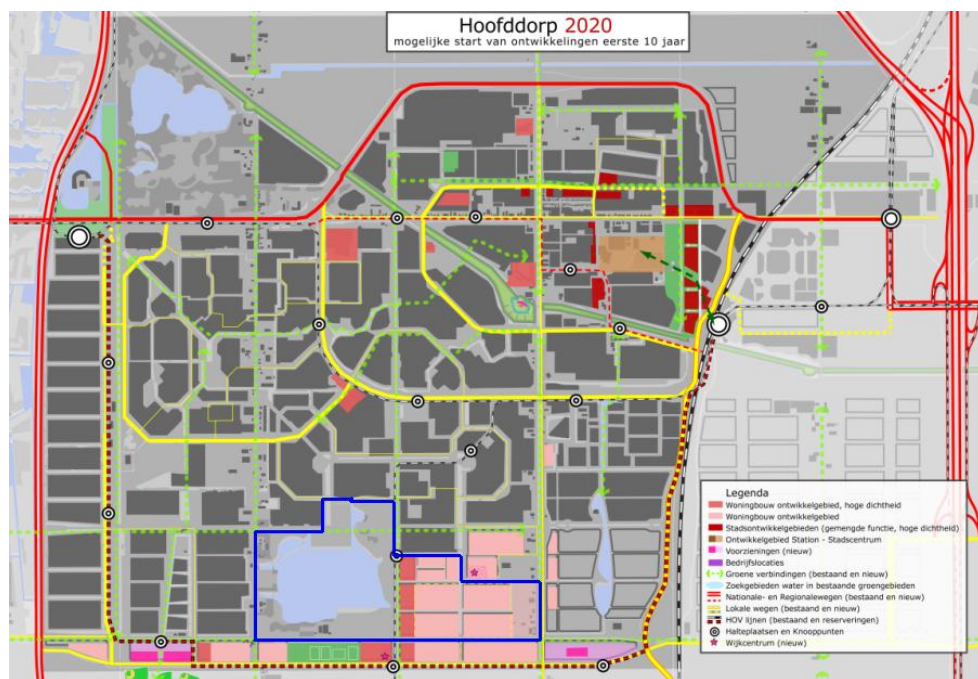 Hoofddorp 2020
mogelijke start van ontwikkelingen eerste 10 jaar
Legenda
Woningbouw ontwikkelgebied, hoge dichtheid
Woningbouw ontwikkelgebied
Stadsontwikkelgebieden (gemengde functie, hoge dichtheid)
Ontwikkelgebied Station - Stadscentrum
Voorzieningen (nieuw)
Bedrijfslocaties
Groene verbindingen (bestaand en nieuw)
Zoekgebieden water in bestaande groengebieden
Nationale- en Regionalewegen (bestaand en nieuw)
Lokale wegen (bestaand en nieuw)
HOV lijnen (bestaand en reserveringen)
Halteplaatsen en Knooppunten
Wijkcentrum (nieuw)